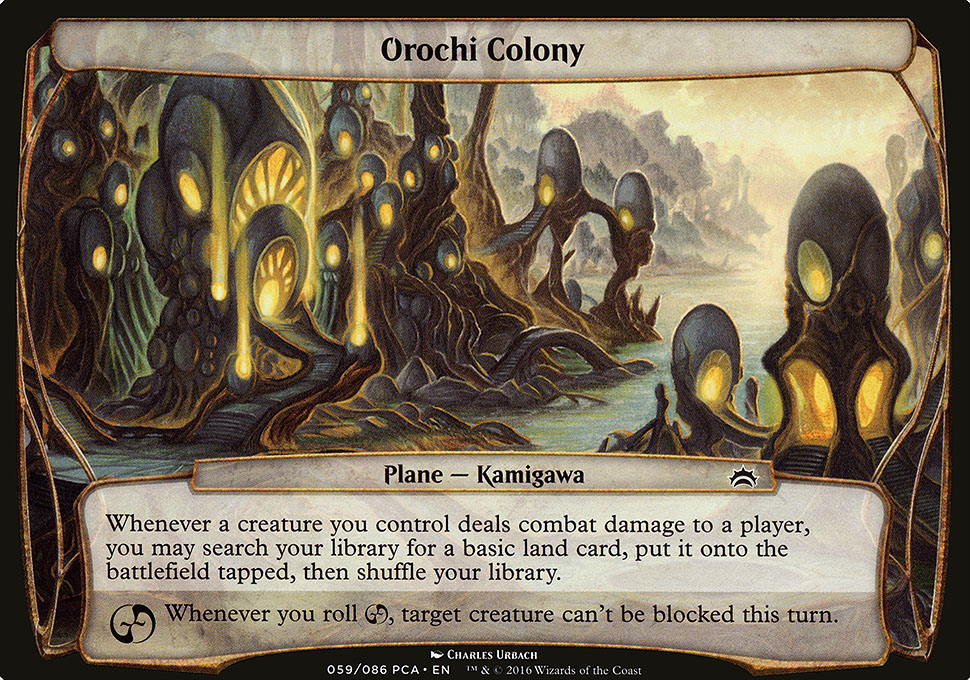 Orochi Colony
Plane — Kamigawa
Whenever a creature you control deals combat damage to a player,
you may search your library for a basic land card, put it onto the
battlefield tapped, then shuffle your library.
Whenever you roll , target creature can't be blocked this turn.
Charles Urbach
059/086 PCA • EN ™ & © 2016 Wizards of the Coast